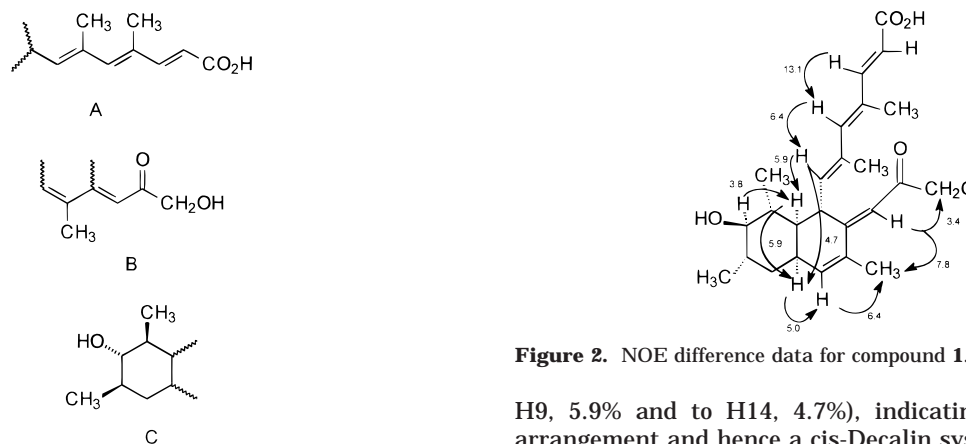 CH3 CH3
CO2H
A
O
CH2OH
CH3
B
CH3
HO
CH3
C
CO2H
H
H
13.1
H
CH3
6.4
H
5.9
CH3
O
CH3
3.8
H
H
CH2O
H
3.4
HO
5.9
4.7
7.8
H3C
CH3
H
H
5.0
6.4
Figure 2. NOE difference data for compound 1.
H9, 5.9% and to H14, 4.7%), indicatin
arrangement and hence a cis-Decalin sys